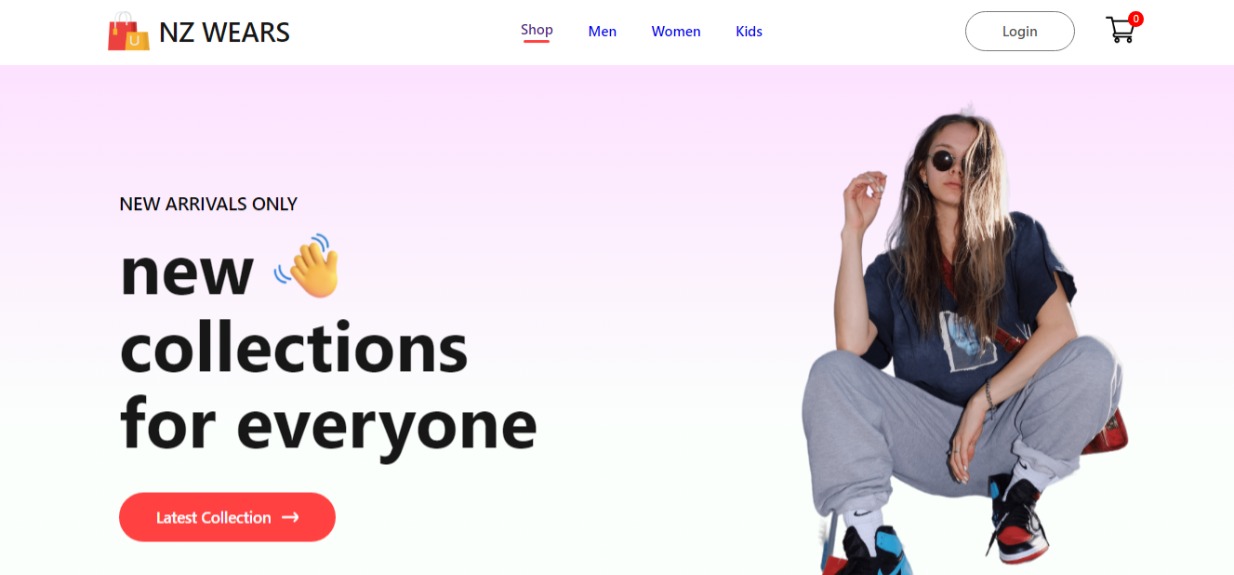 NZ WEARS
Shop
Men
Women
Kids
Login
0
NEW ARRIVALS ONLY
new
collections
for everyone
Latest Collection →
U